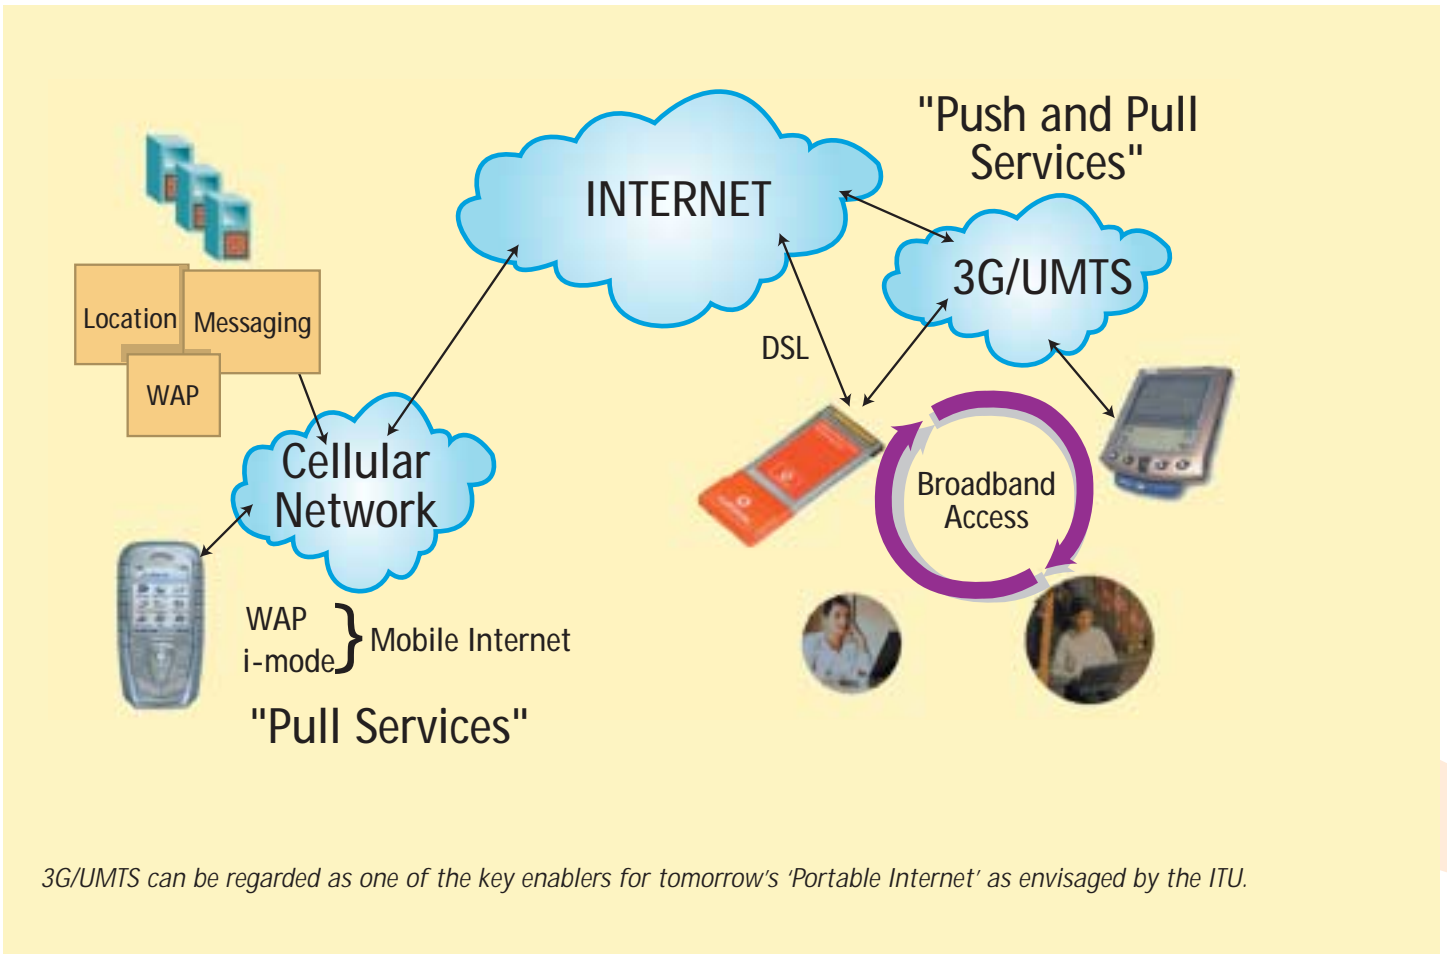 "Push and Pull
Services"
INTERNET
3G/UMTS
Location
Messaging
WAP
DSL
Cellular
Network
Broadband
Access
WAP
i-mode
Mobile Internet
"Pull Services"
3G/UMTS can be regarded as one of the key enablers for tomorrow's ‘Portable Internet’ as envisaged by the ITU.